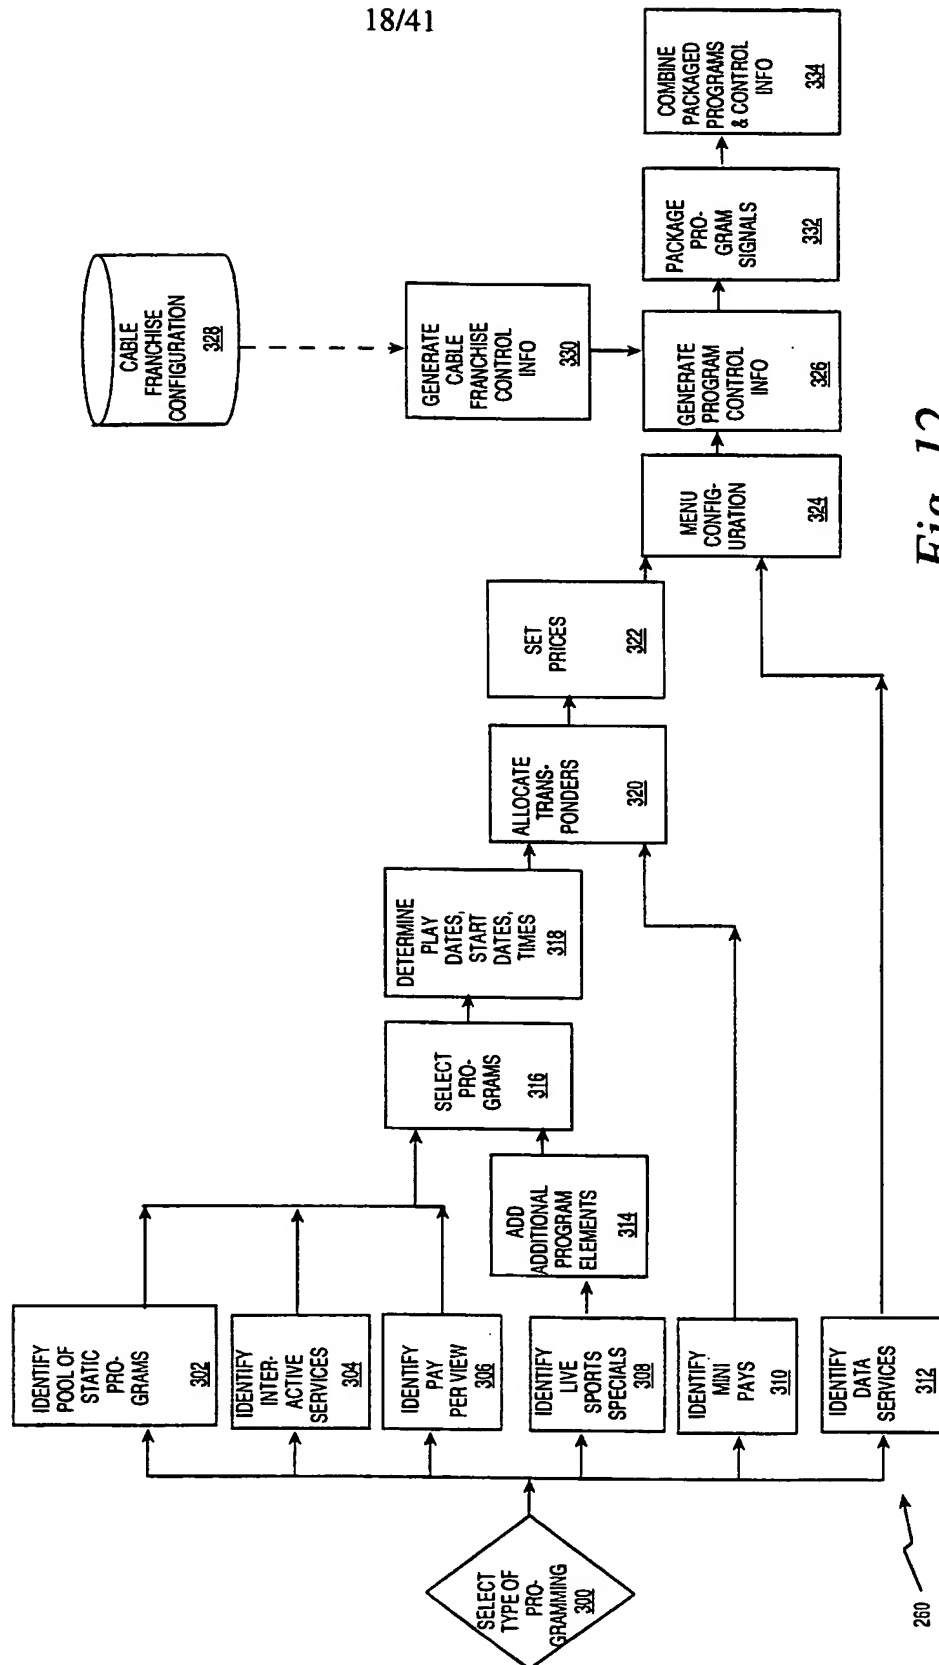 18/41
SELECT
TYPE OF
PRO-
GRAMMING
300
IDENTIFY
POOL OF
STATIC
PRO-
GRAMS
302
IDENTIFY
INTER-
ACTIVE
SERVICES
304
IDENTIFY
PAY
PER VIEW
306
IDENTIFY
LIVE
SPORTS
SPECIALS
308
IDENTIFY
MINI
PAYS
310
IDENTIFY
DATA
SERVICES
312
ADD
ADDITIONAL
PROGRAM
ELEMENTS
314
SELECT
PRO-
GRAMS
316
DETERMINE
PLAY
DATES,
START
DATES,
TIMES
318
ALLOCATE
TRANS-
PONDERS
320
SET
PRICES
322
MENU
CONFIG-
URATION
324
CABLE
FRANCHISE
CONFIGURATION
328
GENERATE
CABLE
FRANCHISE
CONTROL
INFO
330
GENERATE
PROGRAM
CONTROL
INFO
326
PACKAGE
PRO-
GRAM
SIGNALS
332
COMBINE
PACKAGED
PROGRAMS
& CONTROL
INFO
334
260
Fig. 12